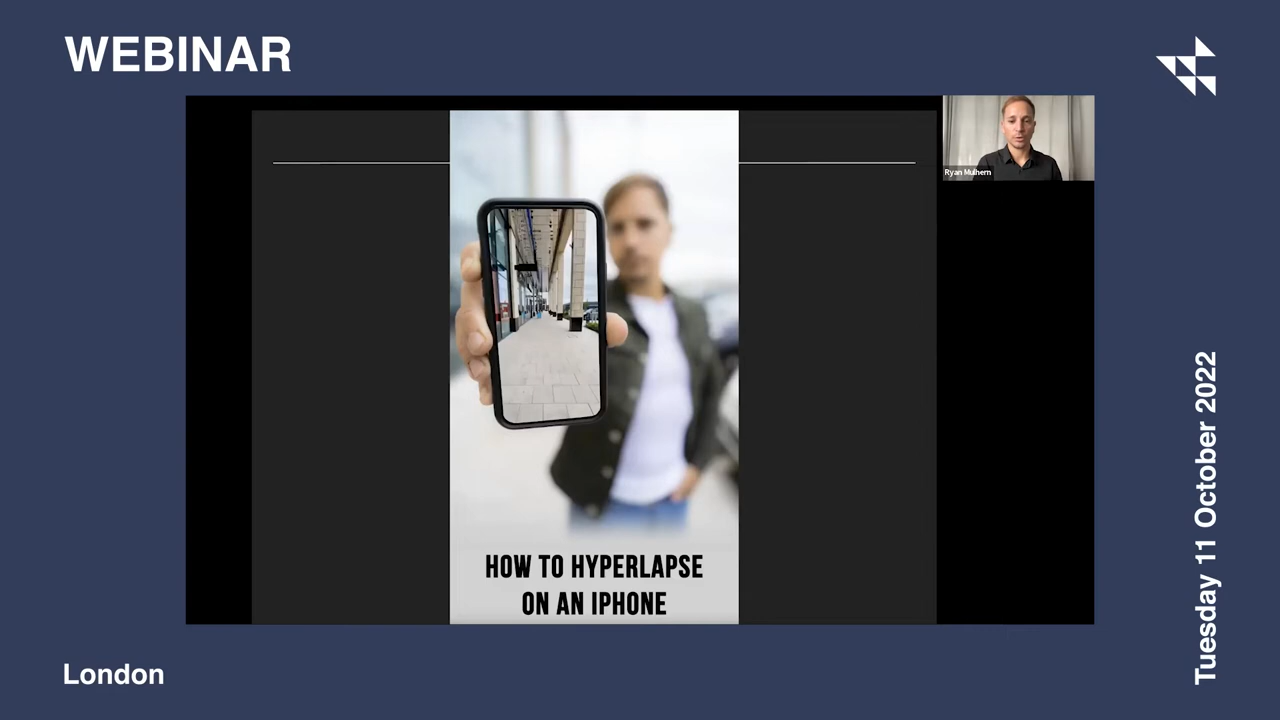 WEBINAR
Ryan Mulhern
HOW TO HYPERLAPSE
ON AN IPHONE
London
Tuesday 11 October 2022